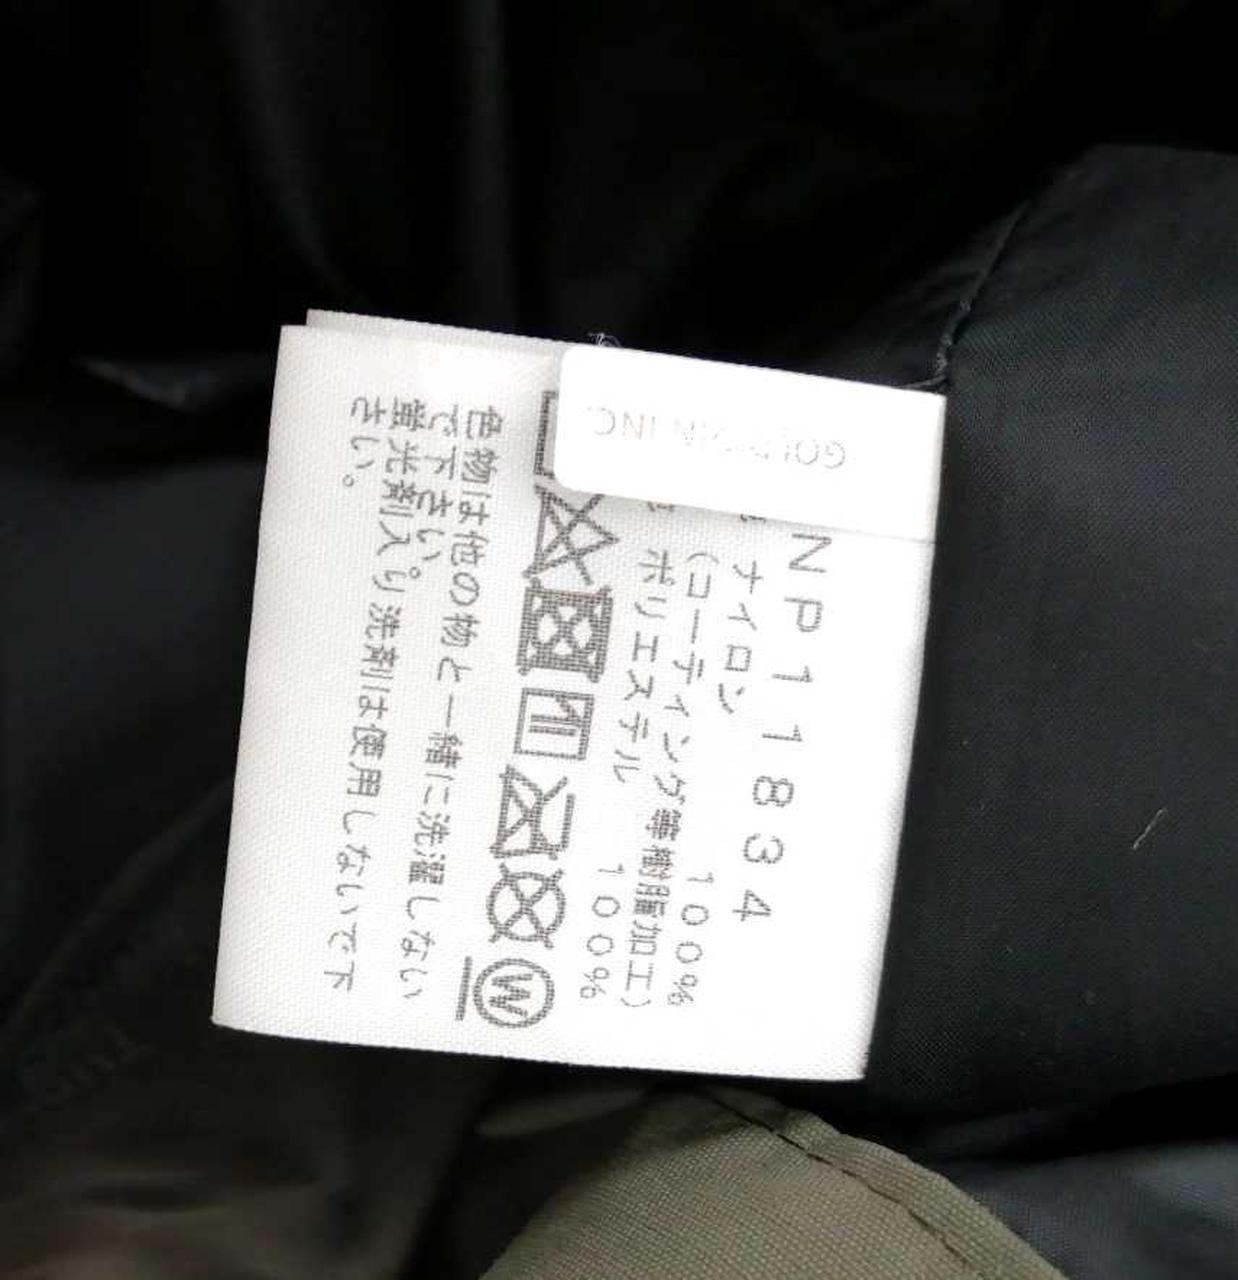 NP11834
ナイロン 100%
(コーティング等樹脂加工)
ポリエステル 100%
W
色物は他の物と一緒に洗濯しない
で下さい。
蛍光剤入り洗剤は使用しないで下
さい。
INC.